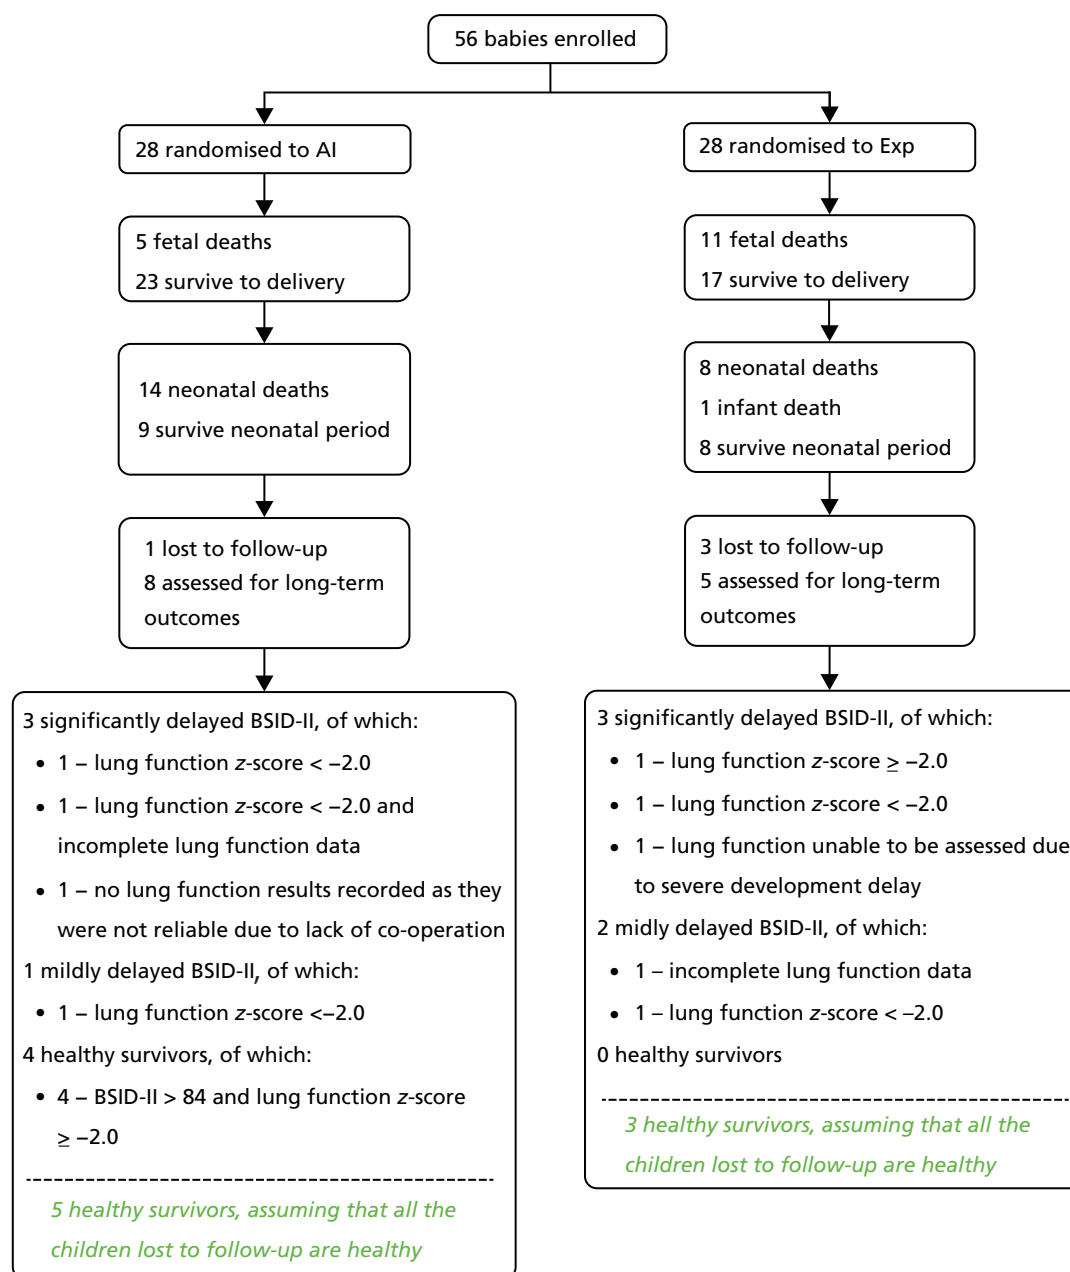 56 babies enrolled
28 randomised to AI
5 fetal deaths
23 survive to delivery
14 neonatal deaths
9 survive neonatal period
1 lost to follow-up
8 assessed for long-term
outcomes
3 significantly delayed BSID-II, of which:
• 1 – lung function z-score < −2.0
• 1 – lung function z-score < −2.0 and
incomplete lung function data
• 1 – no lung function results recorded as they
were not reliable due to lack of co-operation
1 mildly delayed BSID-II, of which:
• 1 – lung function z-score <−2.0
4 healthy survivors, of which:
• 4 – BSID-II > 84 and lung function z-score
≥ −2.0
5 healthy survivors, assuming that all the
children lost to follow-up are healthy
28 randomised to Exp
11 fetal deaths
17 survive to delivery
8 neonatal deaths
1 infant death
8 survive neonatal period
3 lost to follow-up
5 assessed for long-term
outcomes
3 significantly delayed BSID-II, of which:
• 1 – lung function z-score ≥ −2.0
• 1 – lung function z-score < −2.0
• 1 – lung function unable to be assessed due
to severe development delay
2 midly delayed BSID-II, of which:
• 1 – incomplete lung function data
• 1 – lung function z-score < −2.0
0 healthy survivors
3 healthy survivors, assuming that all the
children lost to follow-up are healthy